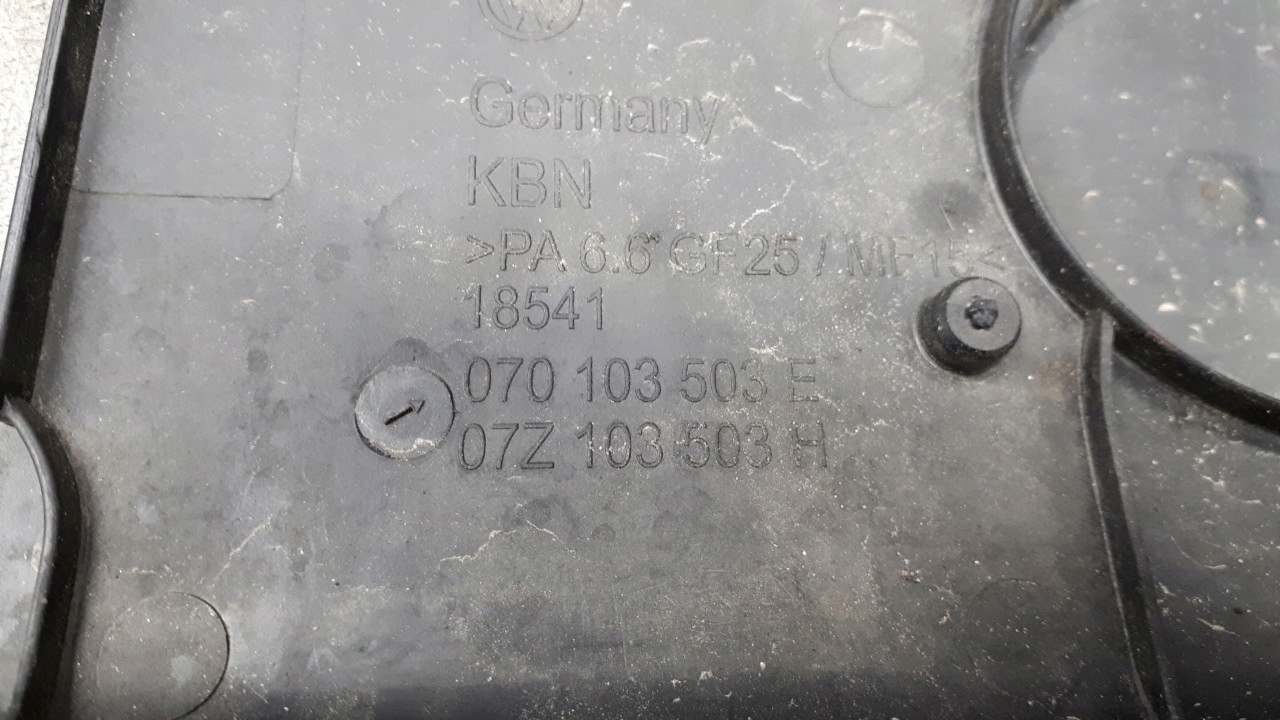 Germany
KBN
>PA 6.6* GF25 / MF15<
18541
070 103 503 E
07Z 103 503 H